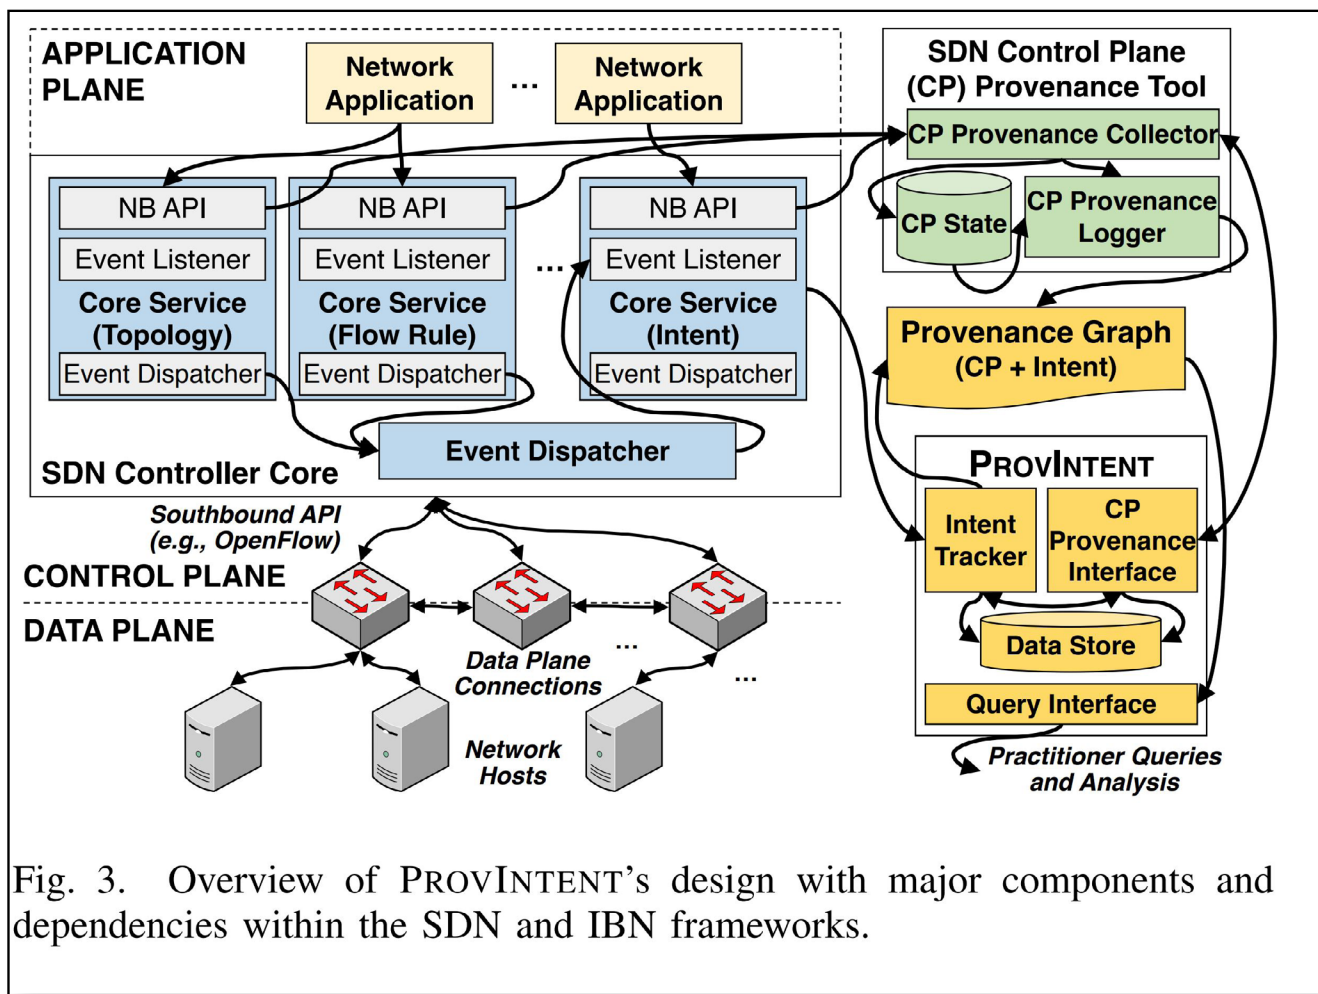 APPLICATION
PLANE
Network
Application
...
Network
Application
SDN Control Plane
(CP) Provenance Tool
CP Provenance Collector
CP State
CP Provenance
Logger
NB API
Event Listener
Core Service
(Topology)
Event Dispatcher
NB API
Event Listener
Core Service
(Flow Rule)
Event Dispatcher
...
NB API
Event Listener
Core Service
(Intent)
Event Dispatcher
Event Dispatcher
SDN Controller Core
Provenance Graph
(CP + Intent)
PROVINTENT
Intent
Tracker
CP
Provenance
Interface
Data Store
Query Interface
Practitioner Queries
and Analysis
Southbound API
(e.g., OpenFlow)
CONTROL PLANE
DATA PLANE
...
Data Plane
Connections
...
Network
Hosts
Fig. 3. Overview of PROVINTENT's design with major components and
dependencies within the SDN and IBN frameworks.